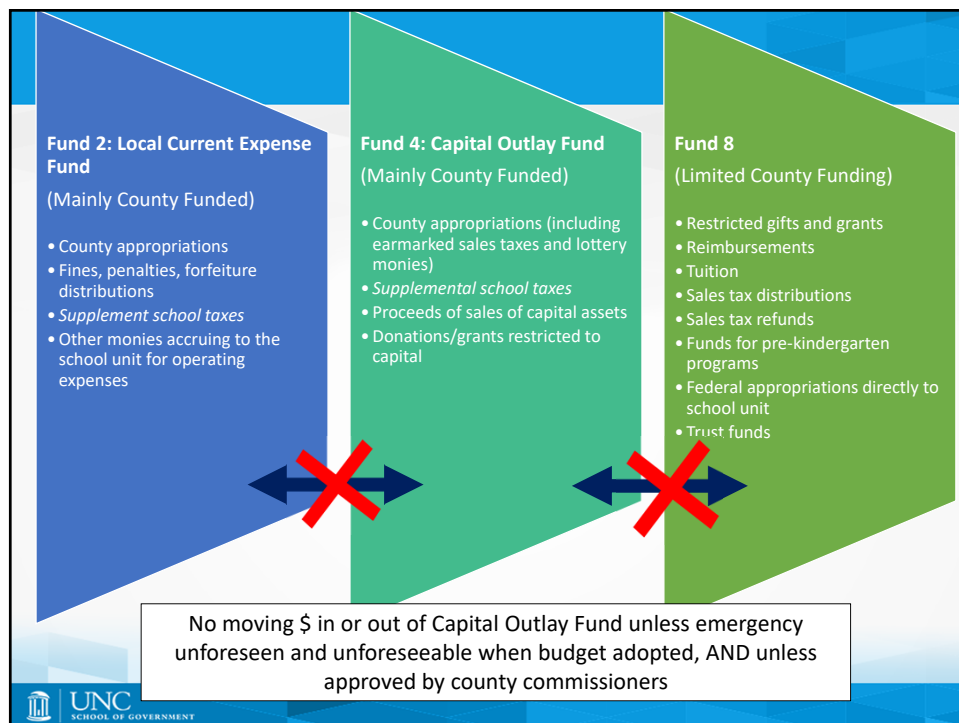 Fund 2: Local Current Expense
Fund
(Mainly County Funded)
• County appropriations
• Fines, penalties, forfeiture
distributions
• Supplement school taxes
• Other monies accruing to the
school unit for operating
expenses
Fund 4: Capital Outlay Fund
(Mainly County Funded)
• County appropriations (including
earmarked sales taxes and lottery
monies)
• Supplemental school taxes
• Proceeds of sales of capital assets
• Donations/grants restricted to
capital
Fund 8
(Limited County Funding)
• Restricted gifts and grants
• Reimbursements
• Tuition
• Sales tax distributions
• Sales tax refunds
• Funds for pre-kindergarten
programs
• Federal appropriations directly to
school unit
• Trust funds
No moving $ in or out of Capital Outlay Fund unless emergency
unforeseen and unforeseeable when budget adopted, AND unless
approved by county commissioners
UNC
SCHOOL OF GOVERNMENT